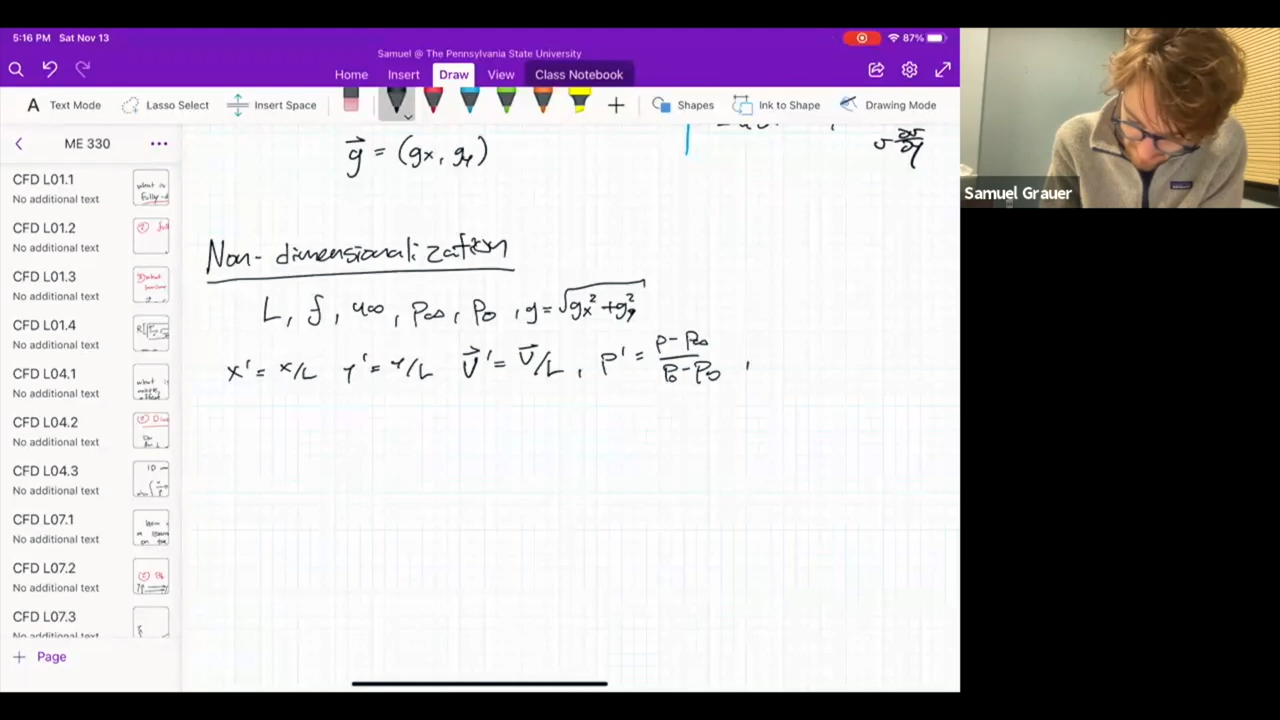 5:16 PM Sat Nov 13
87%
Samuel @ The Pennsylvania State University
Home Insert Draw View Class Notebook
Text Mode Lasso Select Insert Space Shapes Ink to Shape Drawing Mode
ME 330
CFD L01.1
No additional text
CFD L01.2
No additional text
CFD L01.3
No additional text
CFD L01.4
No additional text
CFD L04.1
No additional text
CFD L04.2
No additional text
CFD L04.3
No additional text
CFD L07.1
No additional text
CFD L07.2
No additional text
CFD L07.3
No additional text
Page
g⃗ = (gx, gy)
Non-dimensionalization
L, f, u∞, p∞, p0, g = √(gx² + gy²)
x' = x/L y' = y/L V⃗' = V⃗/L, p' = (p - p∞)/(p0 - p∞),
Samuel Grauer